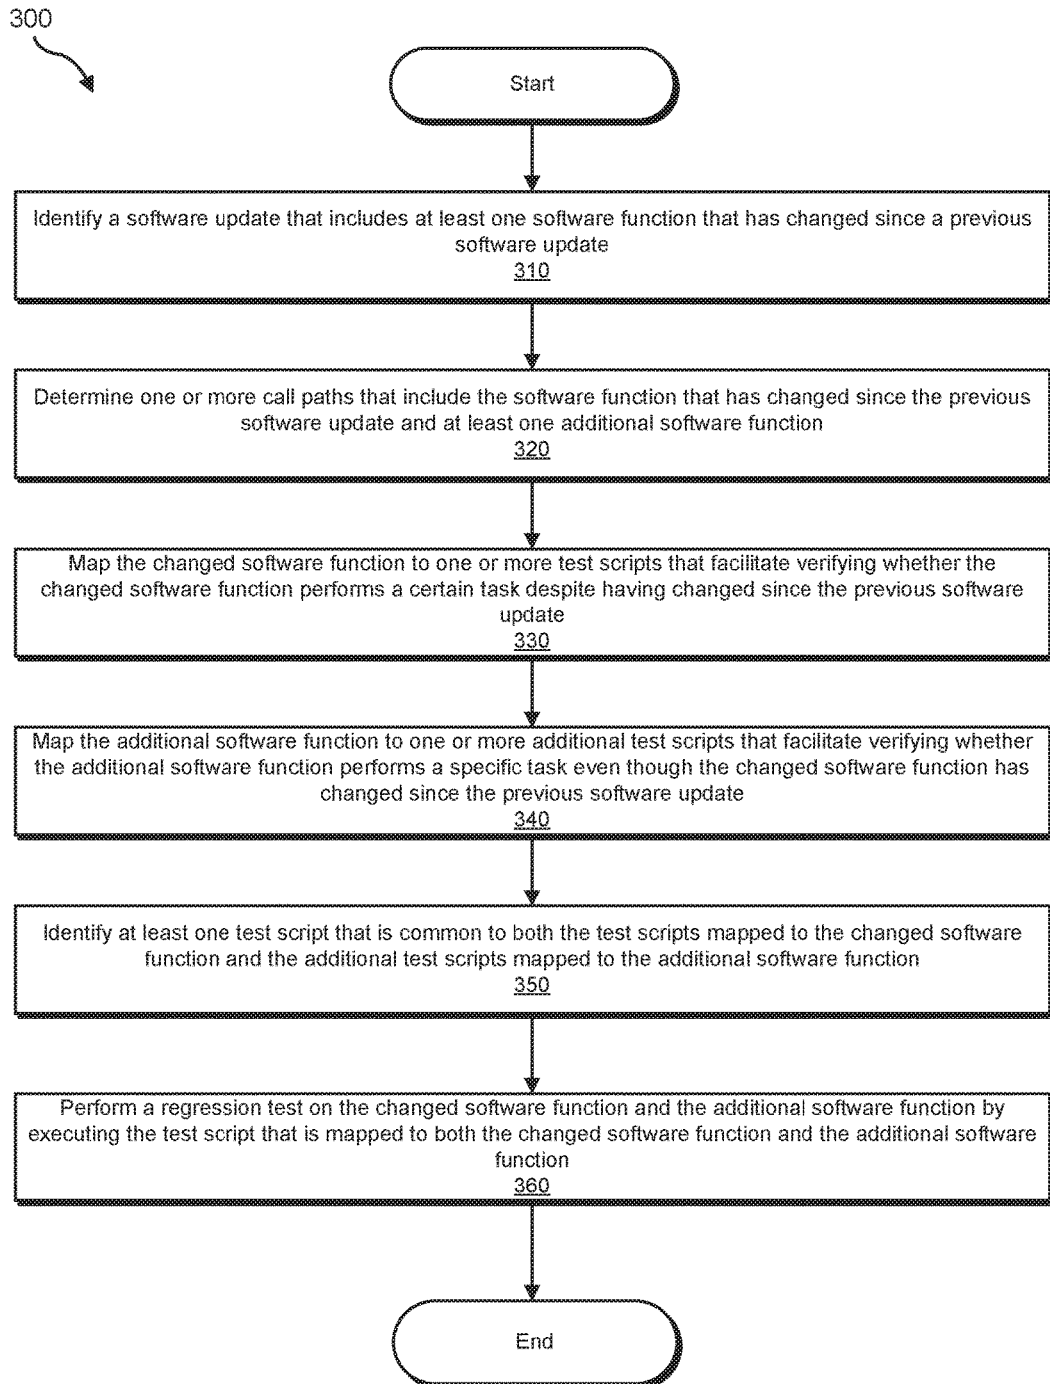 300
Start
Identify a software update that includes at least one software function that has changed since a previous
software update
310
Determine one or more call paths that include the software function that has changed since the previous
software update and at least one additional software function
320
Map the changed software function to one or more test scripts that facilitate verifying whether the
changed software function performs a certain task despite having changed since the previous software
update
330
Map the additional software function to one or more additional test scripts that facilitate verifying whether
the additional software function performs a specific task even though the changed software function has
changed since the previous software update
340
Identify at least one test script that is common to both the test scripts mapped to the changed software
function and the additional test scripts mapped to the additional software function
350
Perform a regression test on the changed software function and the additional software function by
executing the test script that is mapped to both the changed software function and the additional software
function
360
End